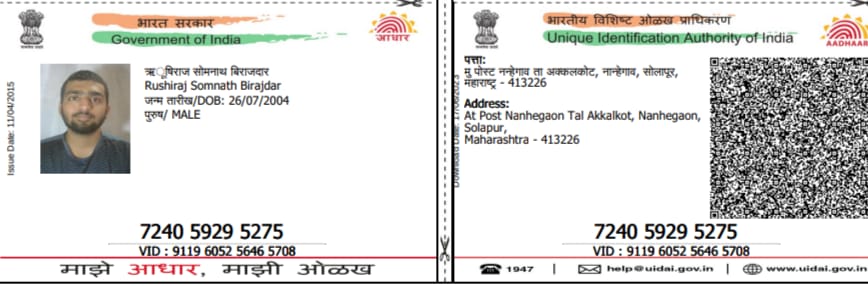 भारत सरकार
Government of India
आधार
Issue Date: 11/04/2015
ऋृषिराज सोमनाथ बिराजदार
Rushiraj Somnath Birajdar
जन्म तारीख/DOB: 26/07/2004
पुरुष/ MALE
7240 5929 5275
VID : 9119 6052 5646 5708
माझे आधार, माझी ओळख
भारतीय विशिष्ट ओळख प्राधिकरण
Unique Identification Authority of India
AADHAAR
Download Date: 17/06/2023
पत्ता:
मु पोस्ट नन्हेगाव ता अक्कलकोट, नान्हेगाव, सोलापूर,
महाराष्ट्र - 413226
Address:
At Post Nanhegaon Tal Akkalkot, Nanhegaon,
Solapur,
Maharashtra - 413226
7240 5929 5275
VID : 9119 6052 5646 5708
1947 | help@uidai.gov.in | www.uidai.gov.in